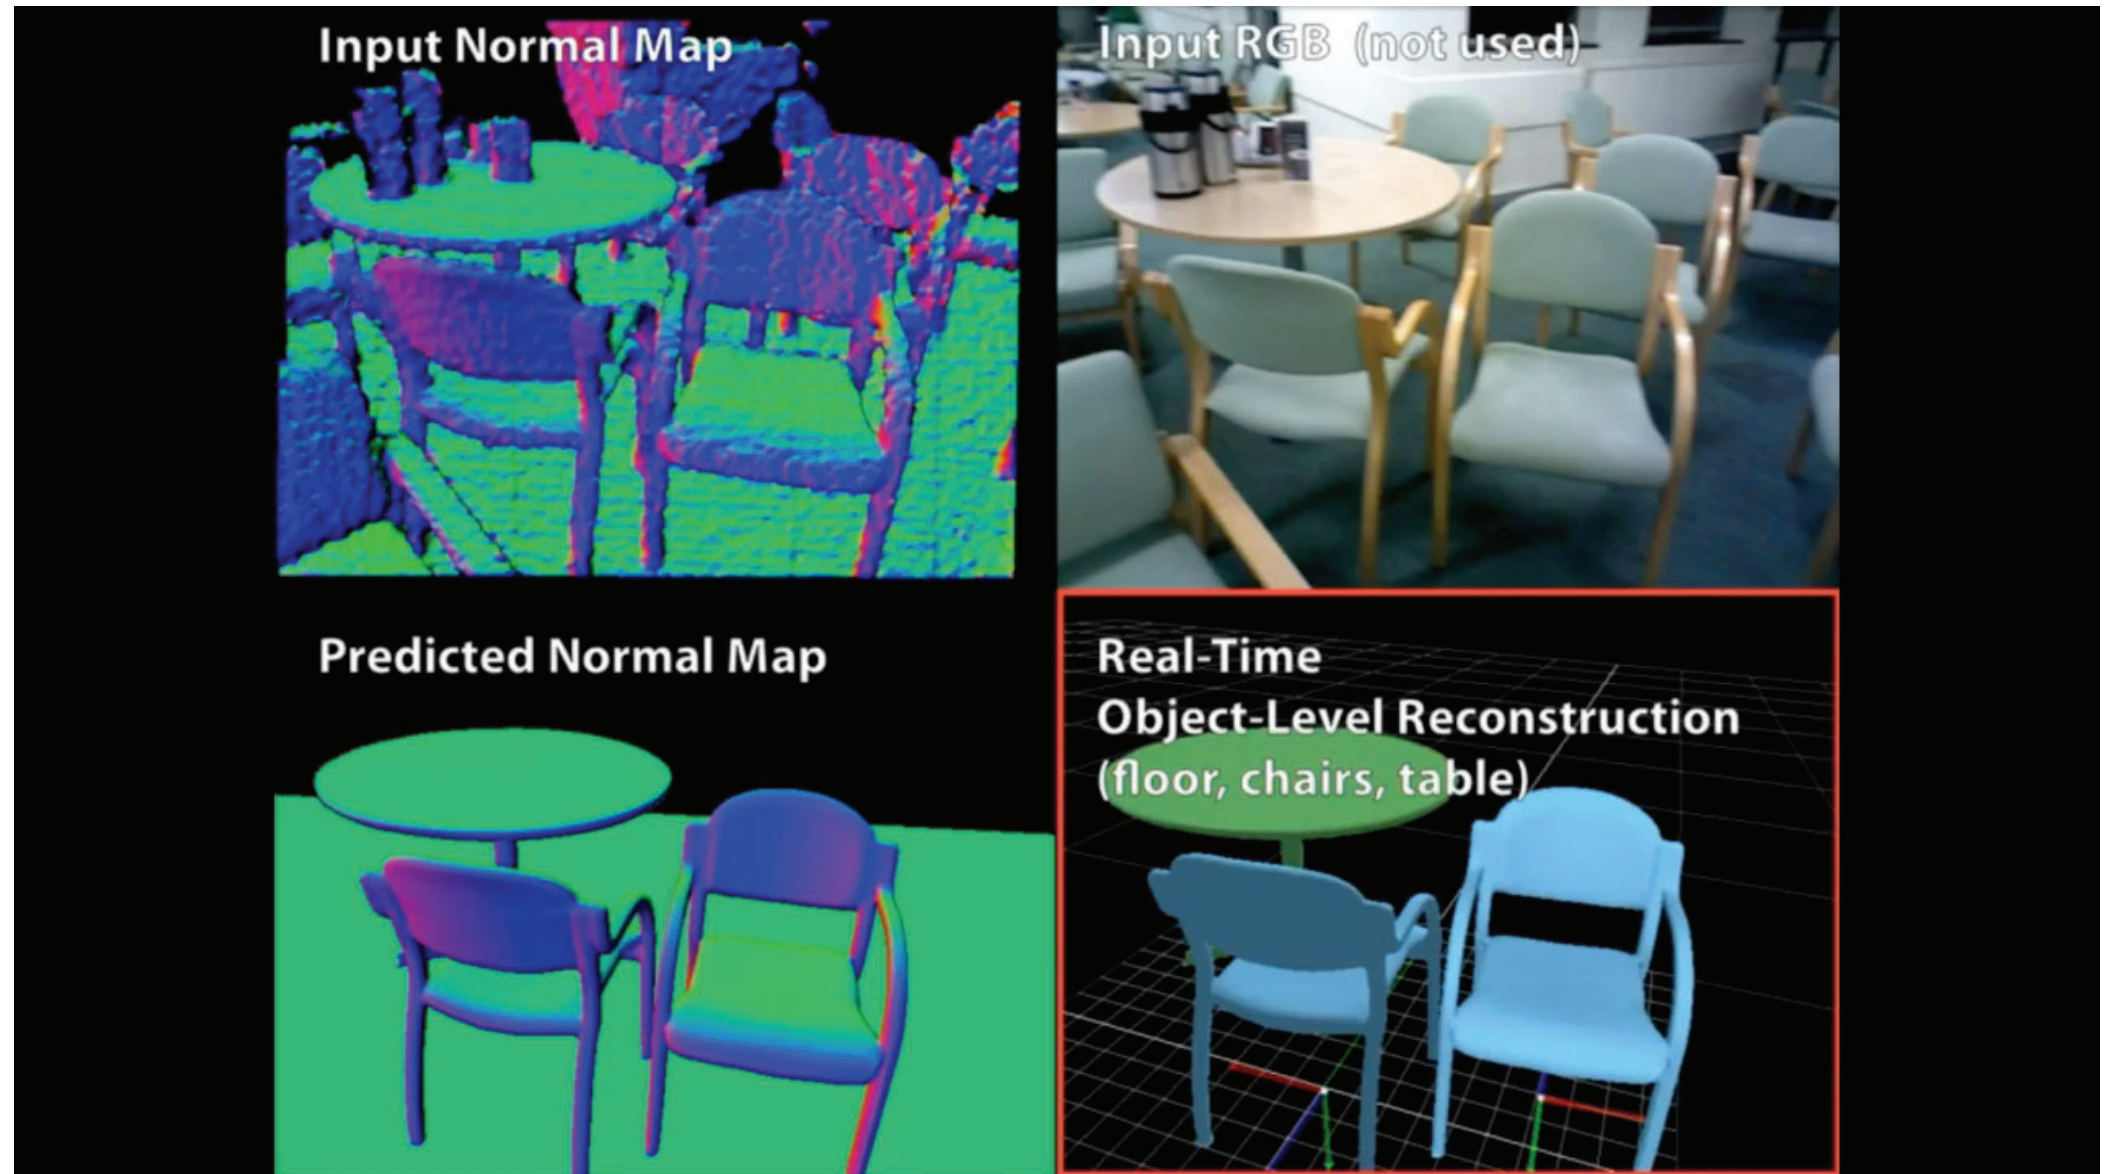 Input Normal Map
Input RGB (not used)
Predicted Normal Map
Real-Time
Object-Level Reconstruction
(floor, chairs, table)